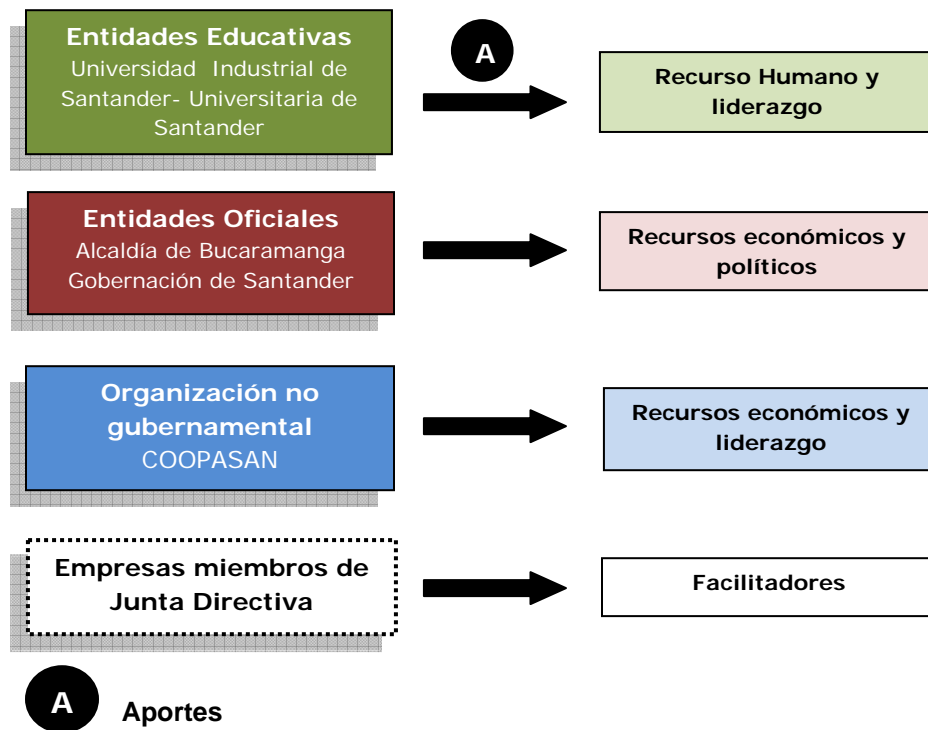 Entidades Educativas
Universidad Industrial de
Santander- Universitaria de
Santander
A
Recurso Humano y
liderazgo
Entidades Oficiales
Alcaldía de Bucaramanga
Gobernación de Santander
Recursos económicos y
políticos
Organización no
gubernamental
COOPASAN
Recursos económicos y
liderazgo
Empresas miembros de
Junta Directiva
Facilitadores
A
Aportes